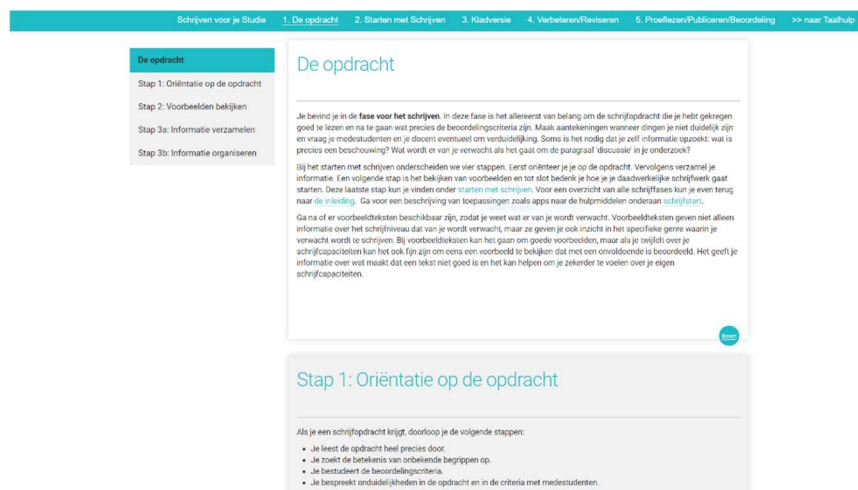 Schrijven voor je Studie 1. De opdracht 2. Starten met Schrijven 3. Kladversie 4. Verbeteren/Reviseren 5. Proeflezen/Publiceren/Beoordeling >> naar Taalhulp
De opdracht
Stap 1: Oriëntatie op de opdracht
Stap 2: Voorbeelden bekijken
Stap 3a: Informatie verzamelen
Stap 3b: Informatie organiseren
De opdracht
Je bevind je in de fase voor het schrijven. In deze fase is het allereerst van belang om de schrijfopdracht die je hebt gekregen
goed te lezen en na te gaan wat precies de beoordelingscriteria zijn. Maak aantekeningen wanneer dingen je niet duidelijk zijn
en vraag je medestudenten en je docent eventueel om verduidelijking. Soms is het nodig dat je zelf informatie opzoekt: wat is
precies een beschouwing? Wat wordt er van je verwacht als het gaat om de paragraaf 'discussie' in je onderzoek?
Bij het starten met schrijven onderscheiden we vier stappen. Eerst oriënteer je je op de opdracht. Vervolgens verzamel je
informatie. Een volgende stap is het bekijken van voorbeelden en tot slot bedenk je hoe je je daadwerkelijke schrijfwerk gaat
starten. Deze laatste stap kun je vinden onder starten met schrijven. Voor een overzicht van alle schrijffases kun je even terug
naar de inleiding. Ga voor een beschrijving van toepassingen zoals apps naar de hulpmiddelen onderaan schrijfstart.
Ga na of er voorbeeldteksten beschikbaar zijn, zodat je weet wat er van je wordt verwacht. Voorbeeldteksten geven niet alleen
informatie over het schrijfniveau dat van je wordt verwacht, maar ze geven je ook inzicht in het specifieke genre waarin je
verwacht wordt te schrijven. Bij voorbeeldteksten kan het gaan om goede voorbeelden, maar als je twijfelt over je
schrijfcapaciteiten kan het ook fijn zijn om eens een voorbeeld te bekijken dat met een onvoldoende is beoordeeld. Het geeft je
informatie over wat maakt dat een tekst niet goed is en het kan helpen om je zekerder te voelen over je eigen
schrijfcapaciteiten.
Boven
Stap 1: Oriëntatie op de opdracht
Als je een schrijfopdracht krijgt, doorloop je de volgende stappen:
• Je leest de opdracht heel precies door.
• Je zoekt de betekenis van onbekende begrippen op.
• Je bestudeert de beoordelingscriteria.
• Je bespreekt onduidelijkheden in de opdracht en in de criteria met medestudenten.